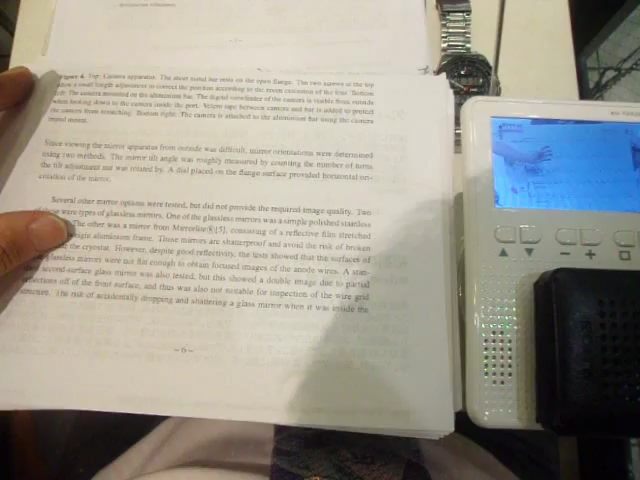 Figure 4. Top: Camera apparatus. The short metal bar rests on the open flange. The two narrows at the top
allow a small length adjustment to correct the position according to the zoom extension of the lens. Bottom
left: The camera mounted on the aluminum bar. The digital viewfinder of the camera is visible from outside
when looking down to the camera inside the port. Velcro tape between camera and bar is added to protect
the camera from scratching. Bottom right: The camera is attached to the aluminium bar using the camera
tripod mount.
Since viewing the mirror apparatus from outside was difficult, mirror orientations were determined
using two methods. The mirror tilt angle was roughly measured by counting the number of turns
the tilt adjustment nut was rotated by. A dial placed on the flange surface provided horizontal ori-
entation of the mirror.
Several other mirror options were tested, but did not provide the required image quality. Two
were types of glassless mirrors. One of the glassless mirrors was a simple polished stainless
The other was a mirror from Mirrorlite®[5], consisting of a reflective film stretched
aluminium frame. These mirrors are shatterproof and avoid the risk of broken
the cryostat. However, despite good reflectivity, the tests showed that the surfaces of
glassless mirrors were not flat enough to obtain focused images of the anode wires. A stan-
second-surface glass mirror was also tested, but this showed a double image due to partial
reflections off of the front surface, and thus was also not suitable for inspection of the wire grid
structure. The risk of accidentally dropping and shattering a glass mirror when it was inside the
– 6 –